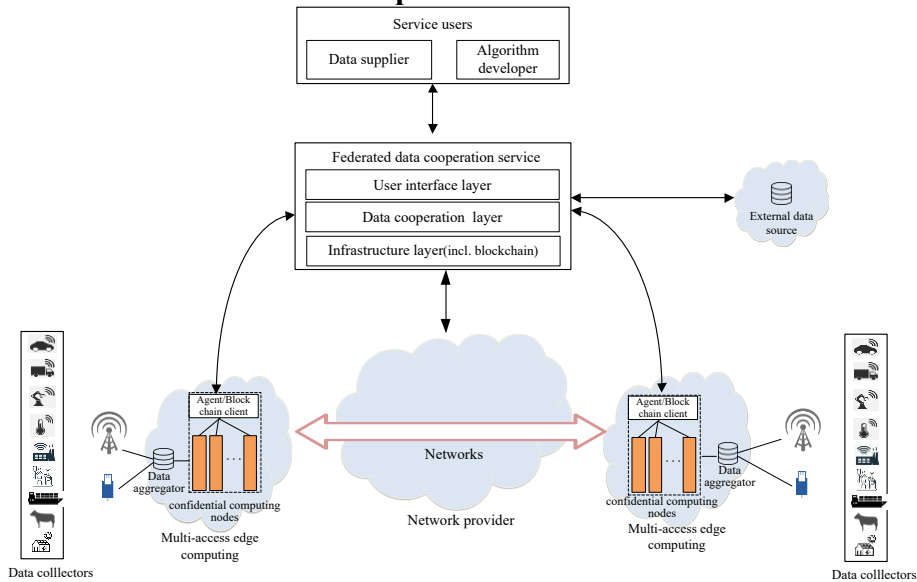 Service users
Data supplier
Algorithm
developer
Federated data cooperation service
User interface layer
Data cooperation layer
Infrastructure layer(incl. blockchain)
External data
source
Agent/Block
chain client
...
Data
aggregator
confidential computing
nodes
Multi-access edge
computing
Networks
Network provider
Agent/Block
chain client
...
Data
aggregator
confidential computing
nodes
Multi-access edge
computing
Data colllectors
Data colllectors